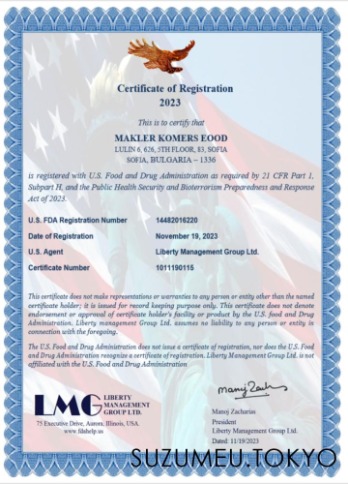 Certificate of Registration
2023
This is to certify that
MAKLER KOMERS EOOD
LULIN 6, 626, 5TH FLOOR, 83, SOFIA
SOFIA, BULGARIA – 1336
is registered with U.S. Food and Drug Administration as required by 21 CFR Part 1,
Subpart H, and the Public Health Security and Bioterrorism Preparedness and Response
Act of 2023.
U.S. FDA Registration Number 14482016220
Date of Registration November 19, 2023
U.S. Agent Liberty Management Group Ltd.
Certificate Number 1011190115
This certificate does not make representations or warranties to any person or entity other than the named
certificate holder; it is issued for record keeping purpose only. This certificate does not denote
endorsement or approval of certificate holder's facility or product by the U.S. food and Drug
Administration. Liberty management Group Ltd. assumes no liability to any person or entity in
connection with the foregoing.
The U.S. Food and Drug Administration does not issue a certificate of registration, nor does the U.S. Food
and Drug Administration recognize a certificate of registration. Liberty Management Group Ltd. is not
affiliated with the U.S. Food and Drug Administration
LMG LIBERTY
MANAGEMENT
GROUP LTD.
75 Executive Drive, Aurora, Illinois, USA.
www.fdahelp.us
Manoj Zach
Manoj Zacharias
President
Liberty Management Group Ltd.
Dated: 11/19/2023
SUZUMEU.TOKYO